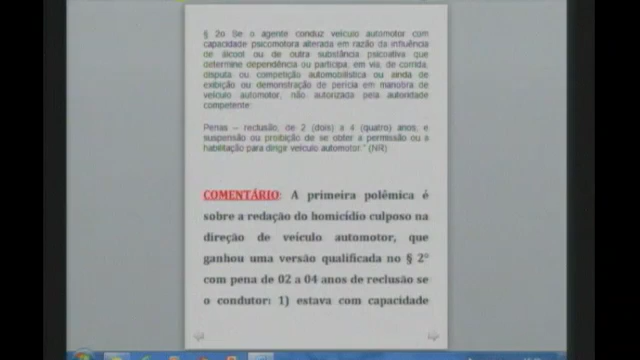 § 2o Se o agente conduz veículo automotor com
capacidade psicomotora alterada em razão da influência
de álcool ou de outra substância psicoativa que
determine dependência ou participa, em via, de corrida,
disputa ou competição automobilística ou ainda de
exibição ou demonstração de perícia em manobra de
veículo automotor, não autorizada pela autoridade
competente:
Penas – reclusão, de 2 (dois) a 4 (quatro) anos, e
suspensão ou proibição de se obter a permissão ou a
habilitação para dirigir veículo automotor." (NR)
COMENTÁRIO: A primeira polêmica é
sobre a redação do homicídio culposo na
direção de veículo automotor, que
ganhou uma versão qualificada no § 2º
com pena de 02 a 04 anos de reclusão se
o condutor: 1) estava com capacidade